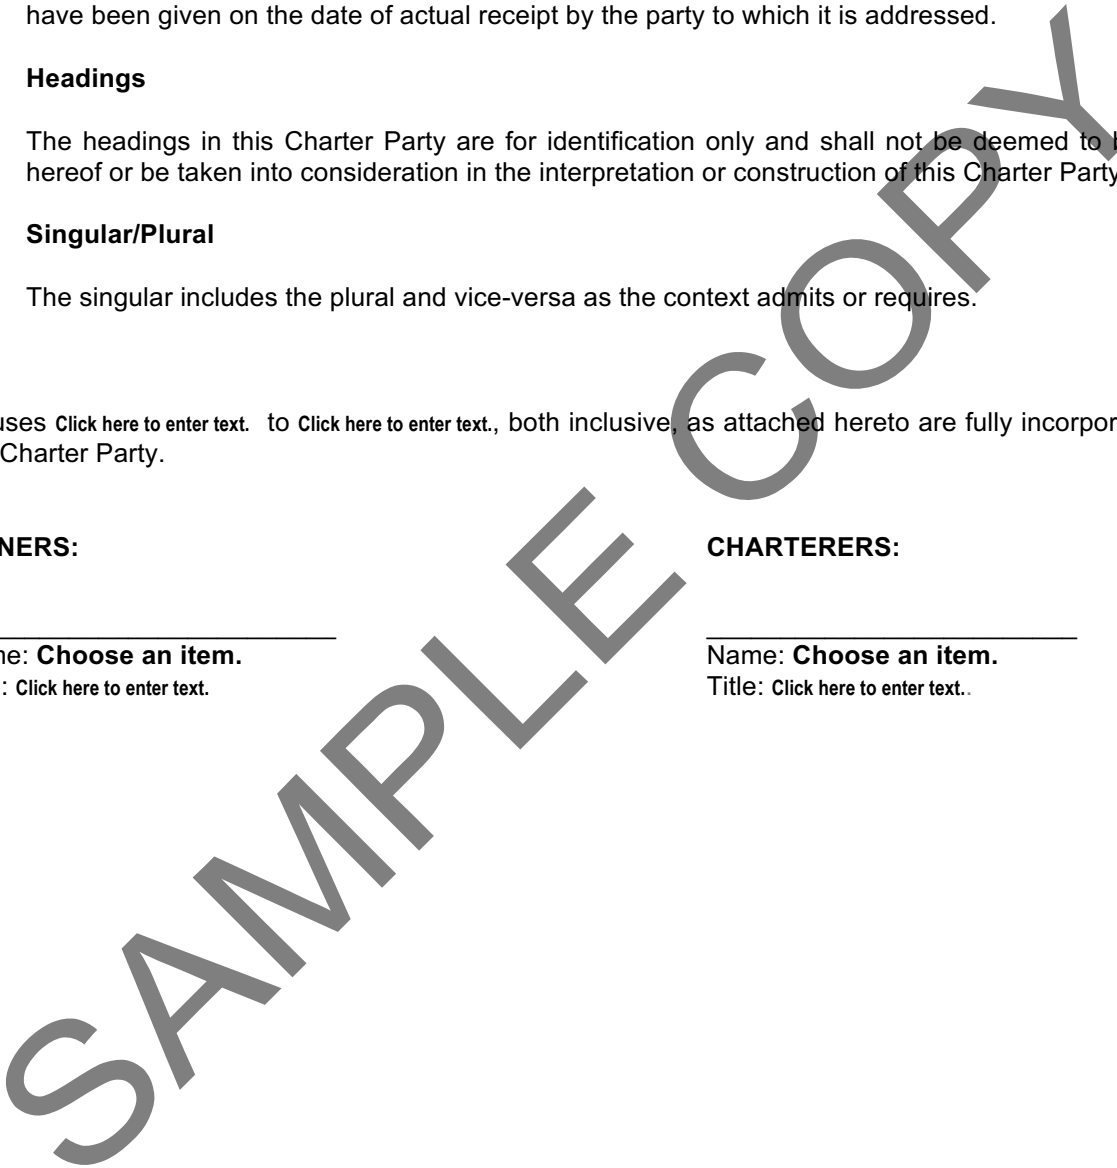 have been given on the date of actual receipt by the party to which it is addressed.
Headings
The headings in this Charter Party are for identification only and shall not be deemed to
hereof or be taken into consideration in the interpretation or construction of this Charter Party
Singular/Plural
The singular includes the plural and vice-versa as the context admits or requires.
Click here to enter text. to Click here to enter text., both inclusive, as attached hereto are fully
Charter Party.
CHARTERERS:
Choose an item.
Name: Choose an item.
: Click here to enter text.
Title: Click here to enter text..
SAMPLE COPY